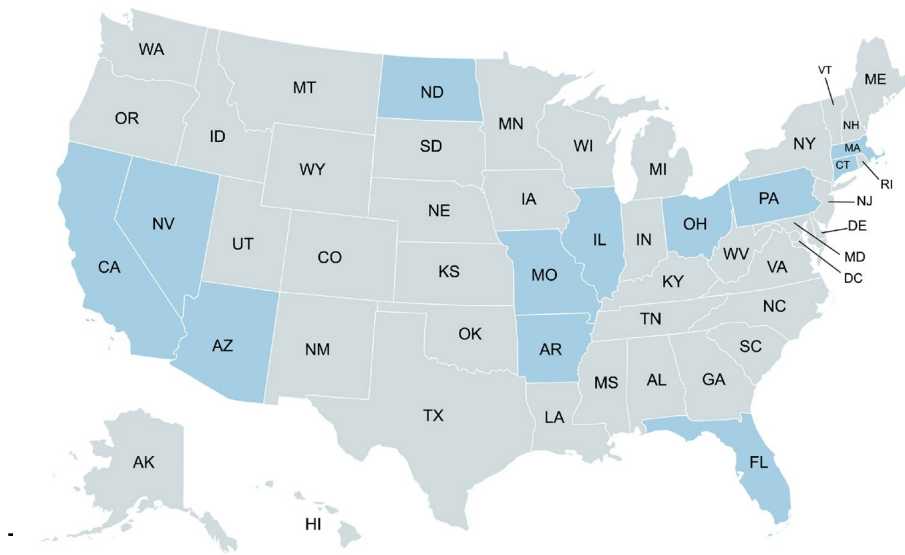 WA
MT
ND
MN
VT
ME
OR
ID
SD
WI
MI
NY
NH
MA
CT
RI
WY
IA
PA
NJ
NV
NE
IL
IN
OH
DE
UT
CO
WV
MD
CA
KS
MO
KY
VA
DC
AZ
NM
OK
AR
TN
NC
SC
MS
AL
GA
TX
LA
AK
FL
HI
-